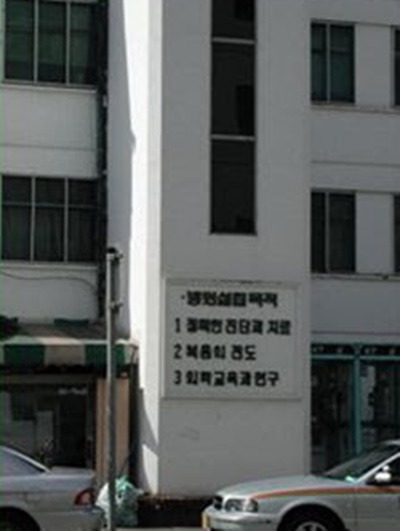 ·병원설립목적
1 정확한 진단과 치료
2 복음의 전도
3 의학교육과 연구